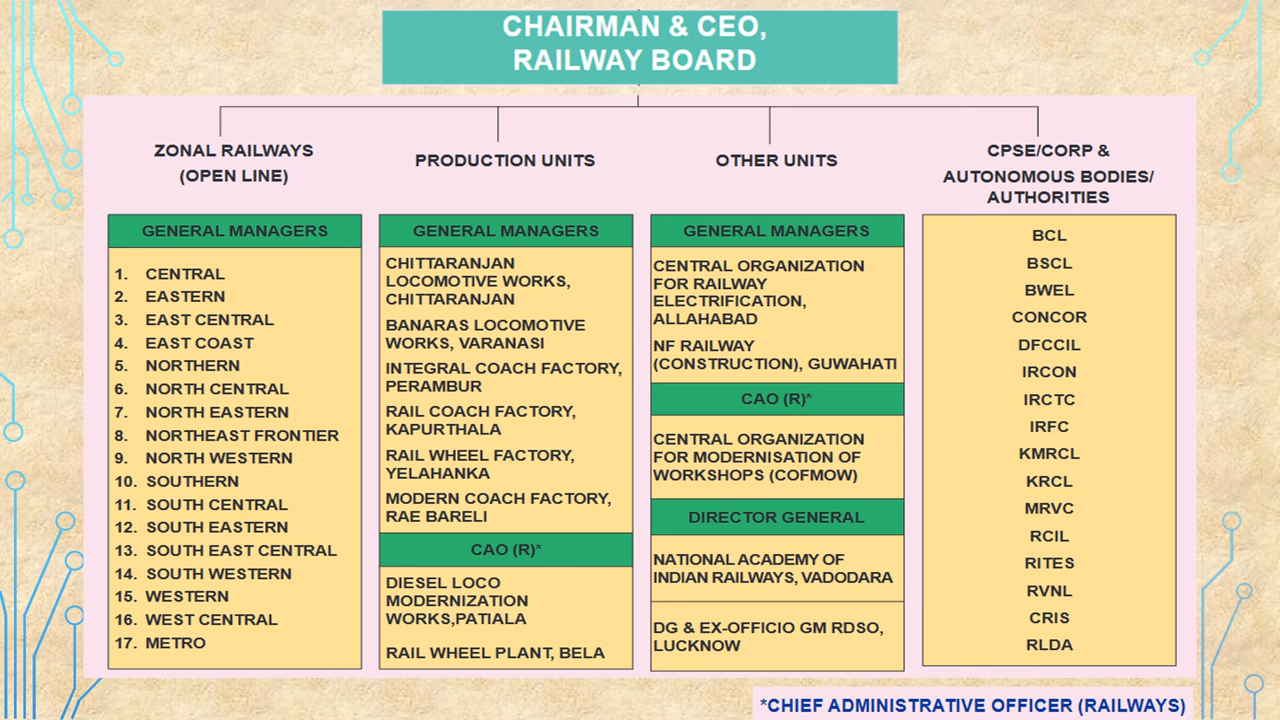 CHAIRMAN & CEO,
RAILWAY BOARD
ZONAL RAILWAYS
(OPEN LINE)
GENERAL MANAGERS
1. CENTRAL
2. EASTERN
3. EAST CENTRAL
4. EAST COAST
5. NORTHERN
6. NORTH CENTRAL
7. NORTH EASTERN
8. NORTHEAST FRONTIER
9. NORTH WESTERN
10. SOUTHERN
11. SOUTH CENTRAL
12. SOUTH EASTERN
13. SOUTH EAST CENTRAL
14. SOUTH WESTERN
15. WESTERN
16. WEST CENTRAL
17. METRO
PRODUCTION UNITS
GENERAL MANAGERS
CHITTARANJAN
LOCOMOTIVE WORKS,
CHITTARANJAN
BANARAS LOCOMOTIVE
WORKS, VARANASI
INTEGRAL COACH FACTORY,
PERAMBUR
RAIL COACH FACTORY,
KAPURTHALA
RAIL WHEEL FACTORY,
YELAHANKA
MODERN COACH FACTORY,
RAE BARELI
CAO (R)*
DIESEL LOCO
MODERNIZATION
WORKS,PATIALA
RAIL WHEEL PLANT, BELA
OTHER UNITS
GENERAL MANAGERS
CENTRAL ORGANIZATION
FOR RAILWAY
ELECTRIFICATION,
ALLAHABAD
NF RAILWAY
(CONSTRUCTION), GUWAHATI
CAO (R)*
CENTRAL ORGANIZATION
FOR MODERNISATION OF
WORKSHOPS (COFMOW)
DIRECTOR GENERAL
NATIONAL ACADEMY OF
INDIAN RAILWAYS, VADODARA
DG & EX-OFFICIO GM RDSO,
LUCKNOW
CPSE/CORP &
AUTONOMOUS BODIES/
AUTHORITIES
BCL
BSCL
BWEL
CONCOR
DFCCIL
IRCON
IRCTC
IRFC
KMRCL
KRCL
MRVC
RCIL
RITES
RVNL
CRIS
RLDA
*CHIEF ADMINISTRATIVE OFFICER (RAILWAYS)